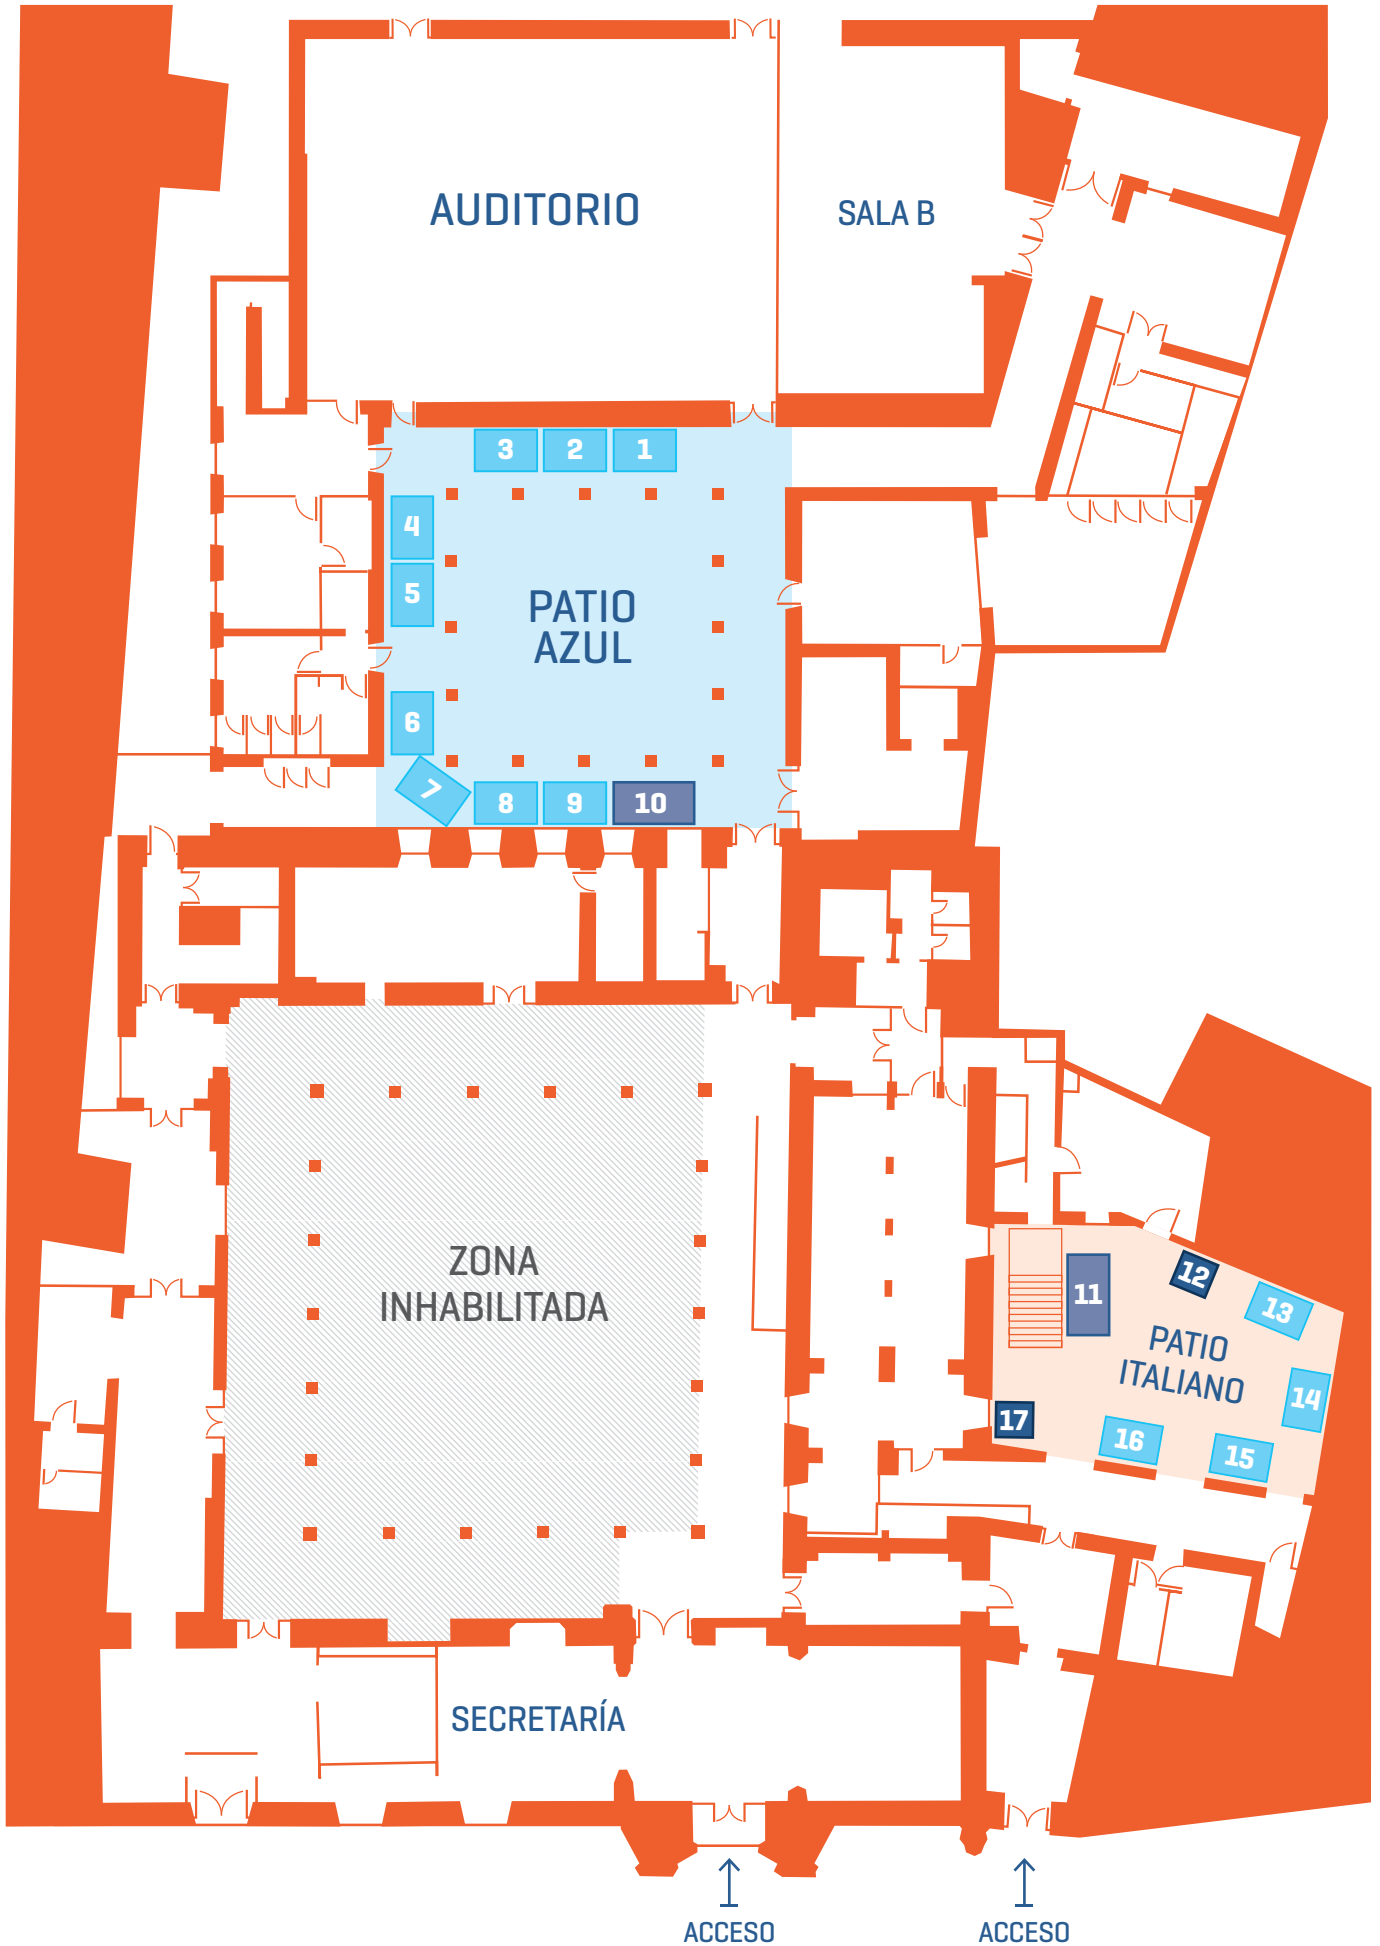 AUDITORIO
SALA B
3
2
1
4
5
PATIO
AZUL
6
7
8
9
10
ZONA
INHABILITADA
11
12
13
PATIO
ITALIANO
14
17
16
15
SECRETARÍA
ACCESO
ACCESO